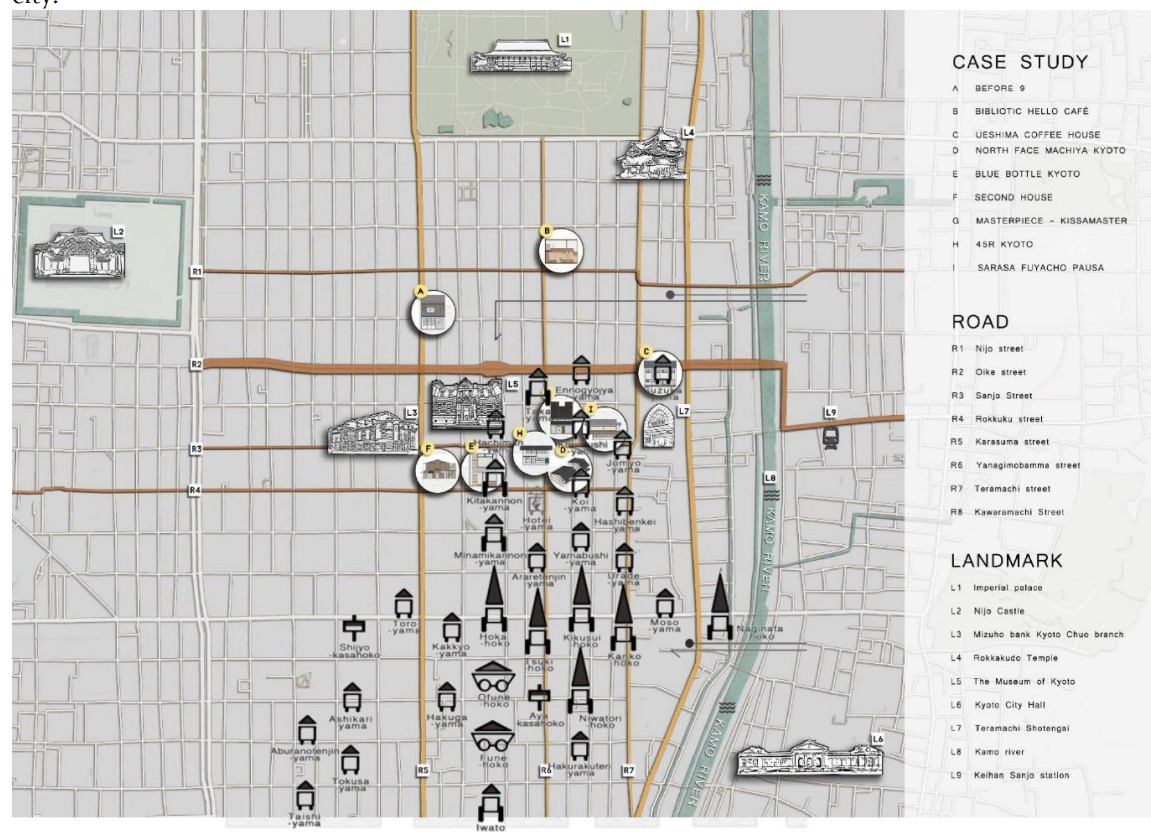 city.
L1
L4
KAMO RIVER
L2
B
R1
A
R2
C
Ennogyojya
-yama
L5
L3
I
L7
L9
R3
H
F
E
D
Jomyo
-yama
R4
Kitakannon
-yama
Hotei
-yama
Koi
-yama
Hashibenkei
-yama
L8
KAMO RIVER
Minamikannon
-yama
Araretenjin
yama
Yamabushi
-yama
Urade
-yama
Toro
-yama
Shijyo
-kasahoko
Kakkyo
-yama
Hoka
-hoko
Tsuki
-hoko
Kikusui
-hoko
Kanko
-hoko
Moso
-yama
Naginata
-hoko
Ashikari
-yama
Hakuga
-yama
Ofune
-hoko
Aya
kasahoko
Niwatori
-hoko
Aburanotenjin
-yama
Tokusa
-yama
Fune
-hoko
Hakurakuten
-yama
KAMO RIVER
L6
R5
R6
R7
Taishi
-yama
Iwato
CASE STUDY
A BEFORE 9
B BIBLIOTIC HELLO CAFÉ
C UESHIMA COFFEE HOUSE
D NORTH FACE MACHIYA KYOTO
E BLUE BOTTLE KYOTO
F SECOND HOUSE
G MASTERPIECE - KISSAMASTER
H 45R KYOTO
I SARASA FUYACHO PAUSA
ROAD
R1 Nijo street
R2 Oike street
R3 Sanjo Street
R4 Rokkuku street
R5 Karasuma street
R6 Yanagimobamma street
R7 Teramachi street
R8 Kawaramachi Street
LANDMARK
L1 Imperial palace
L2 Nijo Castle
L3 Mizuho bank Kyoto Chuo branch
L4 Rokkakudo Temple
L5 The Museum of Kyoto
L6 Kyoto City Hall
L7 Teramachi Shotengai
L8 Kamo river
L9 Keihan Sanjo station